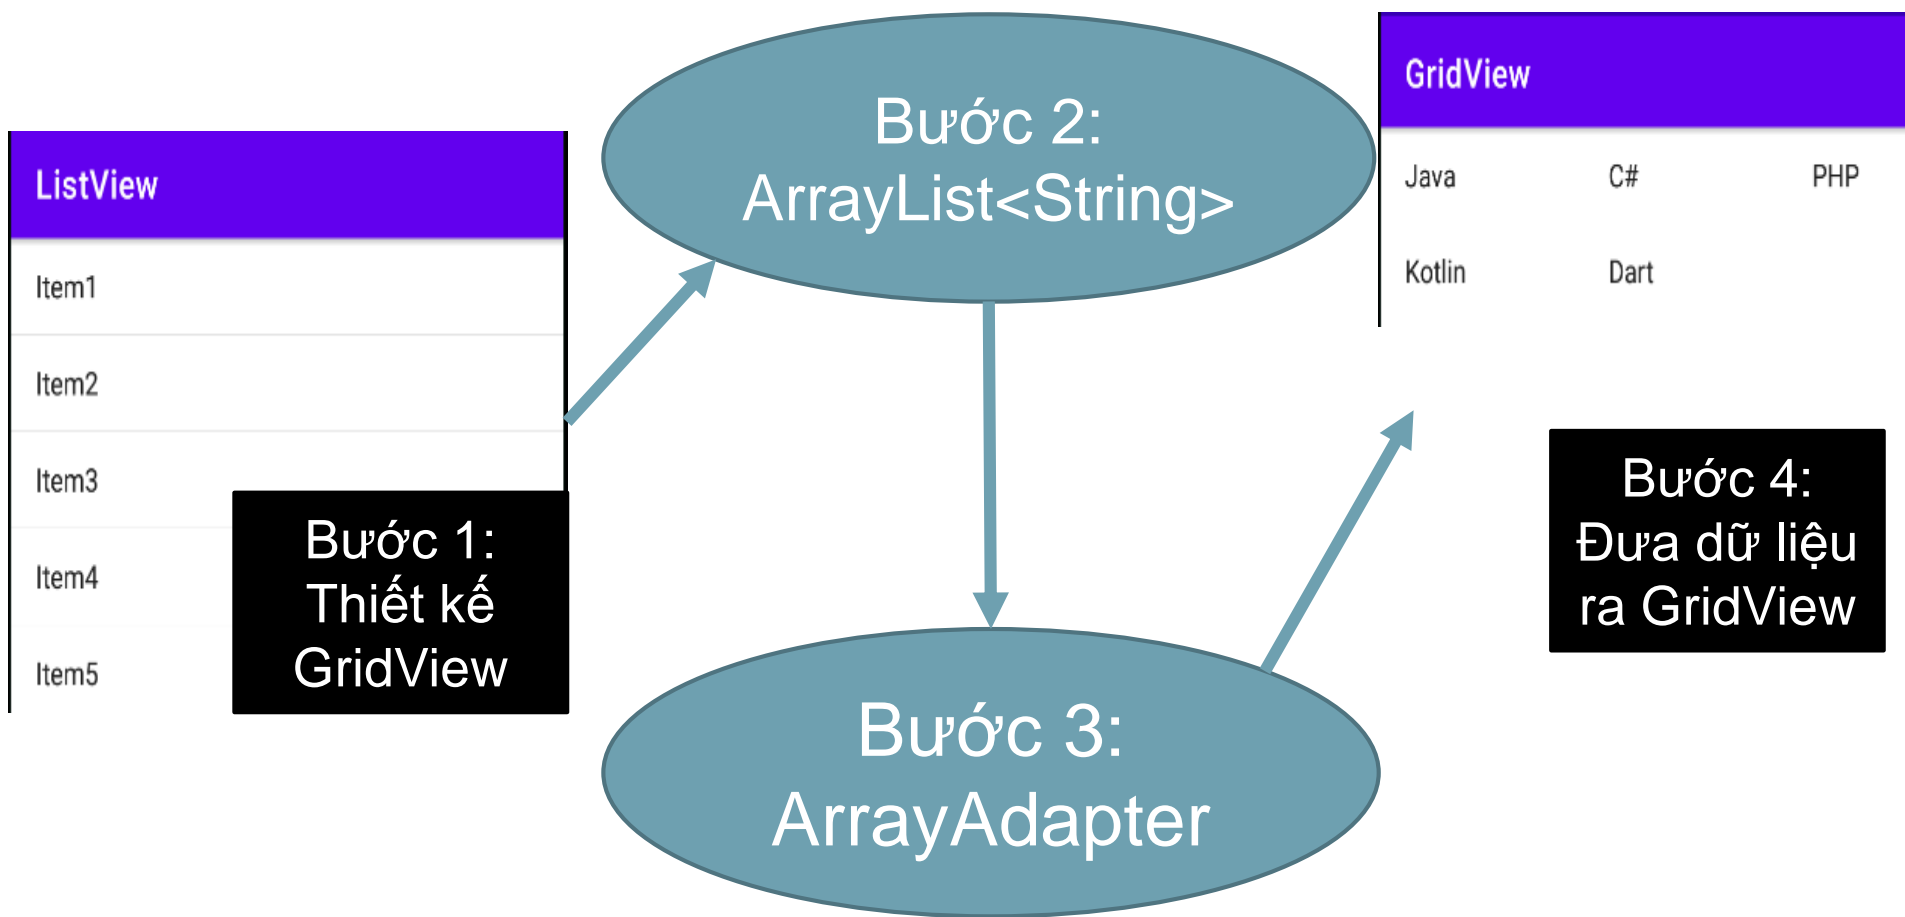 ListView
Item1
Item2
Item3
Item4
Item5
Bước 1:
Thiết kế
GridView
Bước 2:
ArrayList<String>
Bước 3:
ArrayAdapter
GridView
Java C# PHP
Kotlin Dart
Bước 4:
Đưa dữ liệu
ra GridView